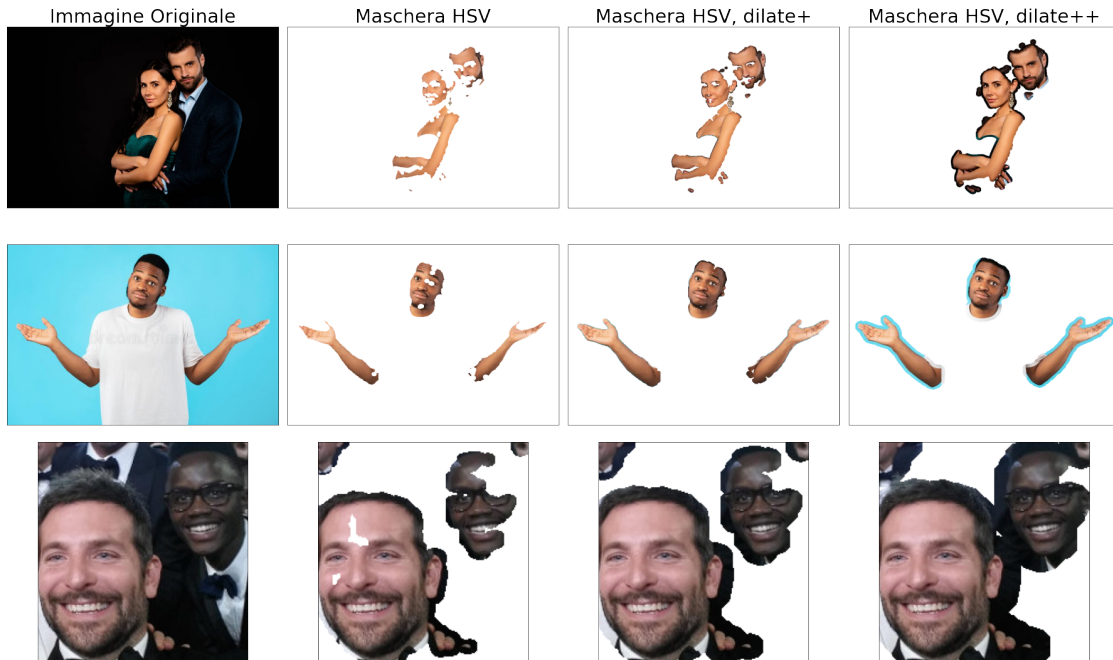 Immagine Originale
Maschera HSV
Maschera HSV, dilate+
Maschera HSV, dilate++